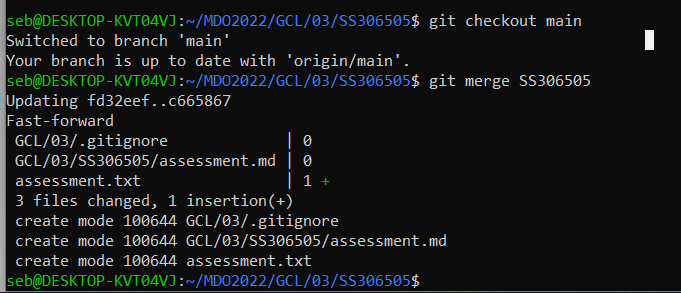 seb@DESKTOP-KVT04VJ:~/MDO2022/GCL/03/SS306505$ git checkout main
Switched to branch 'main'
Your branch is up to date with 'origin/main'.
seb@DESKTOP-KVT04VJ:~/MDO2022/GCL/03/SS306505$ git merge SS306505
Updating fd32eef..c665867
Fast-forward
 GCL/03/.gitignore             | 0
 GCL/03/SS306505/assessment.md | 0
 assessment.txt                | 1 +
 3 files changed, 1 insertion(+)
 create mode 100644 GCL/03/.gitignore
 create mode 100644 GCL/03/SS306505/assessment.md
 create mode 100644 assessment.txt
seb@DESKTOP-KVT04VJ:~/MDO2022/GCL/03/SS306505$